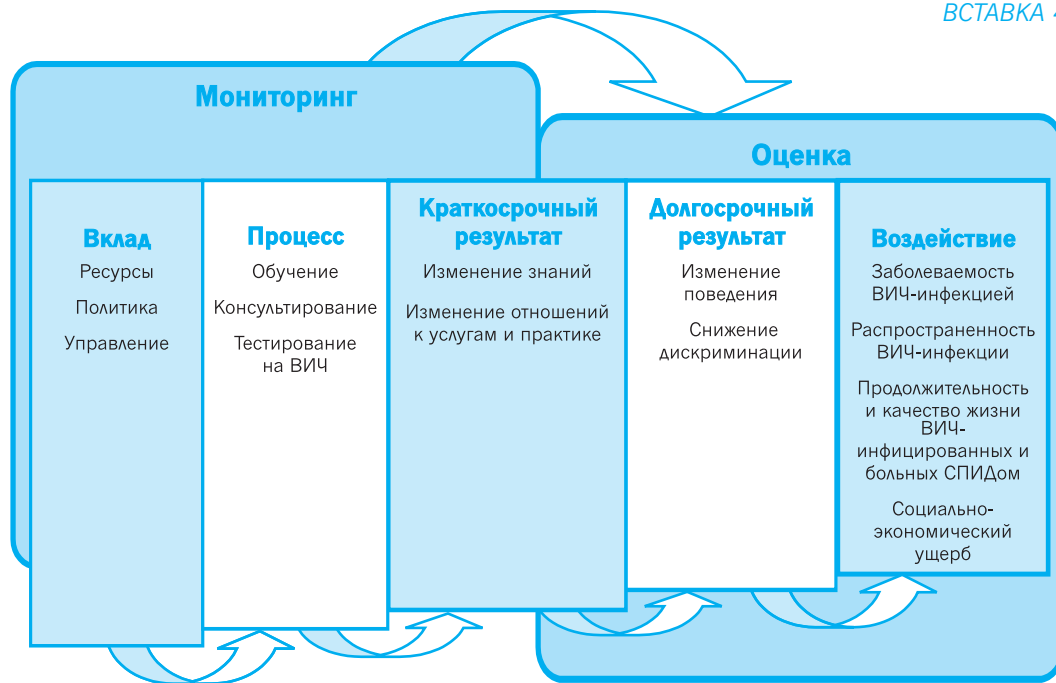 ВСТАВКА 4
Мониторинг
Оценка
Вклад
Ресурсы
Политика
Управление
Процесс
Обучение
Консультирование
Тестирование
на ВИЧ
Краткосрочный
результат
Изменение знаний
Изменение отношений
к услугам и практике
Долгосрочный
результат
Изменение
поведения
Снижение
дискриминации
Воздействие
Заболеваемость
ВИЧ-инфекцией
Распространенность
ВИЧ-инфекции
Продолжительность
и качество жизни
ВИЧ-
инфицированных и
больных СПИДом
Социально-
экономический
ущерб